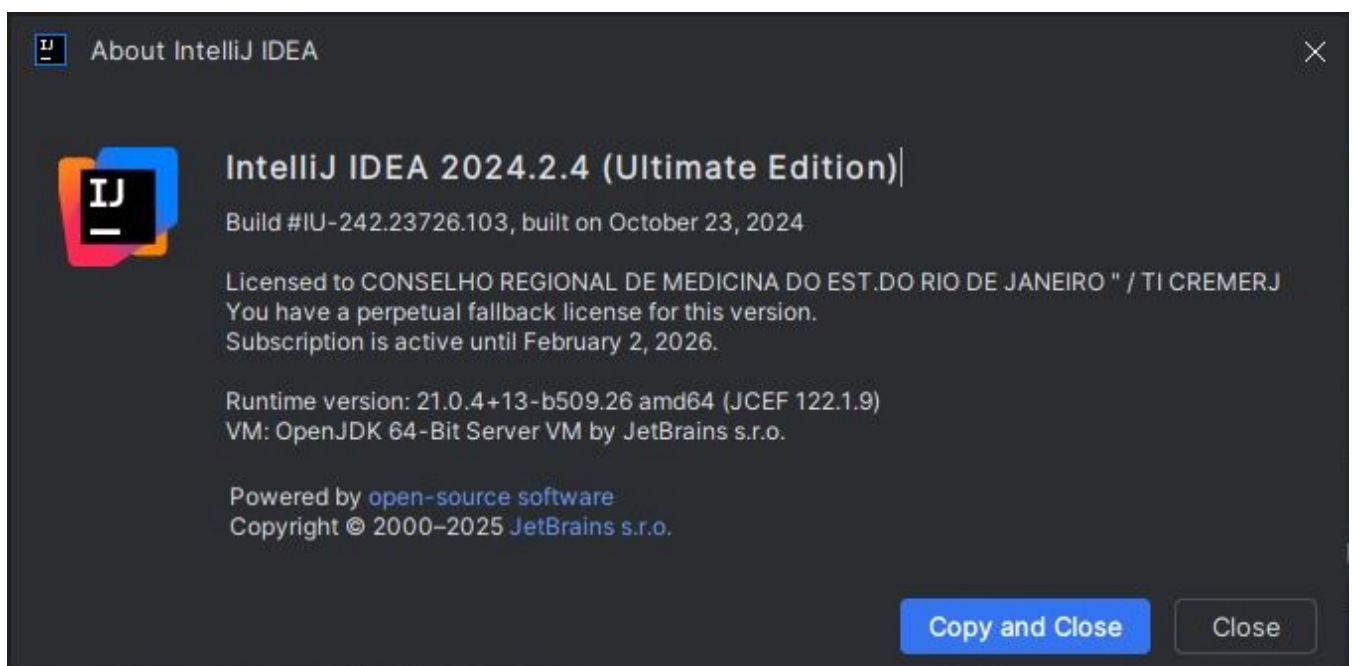 IJ
About IntelliJ IDEA
IJ
IntelliJ IDEA 2024.2.4 (Ultimate Edition)
Build #IU-242.23726.103, built on October 23, 2024
Licensed to CONSELHO REGIONAL DE MEDICINA DO EST.DO RIO DE JANEIRO " / TI CREMERJ
You have a perpetual fallback license for this version.
Subscription is active until February 2, 2026.
Runtime version: 21.0.4+13-b509.26 amd64 (JCEF 122.1.9)
VM: OpenJDK 64-Bit Server VM by JetBrains s.r.o.
Powered by open-source software
Copyright © 2000–2025 JetBrains s.r.o.
Copy and Close
Close